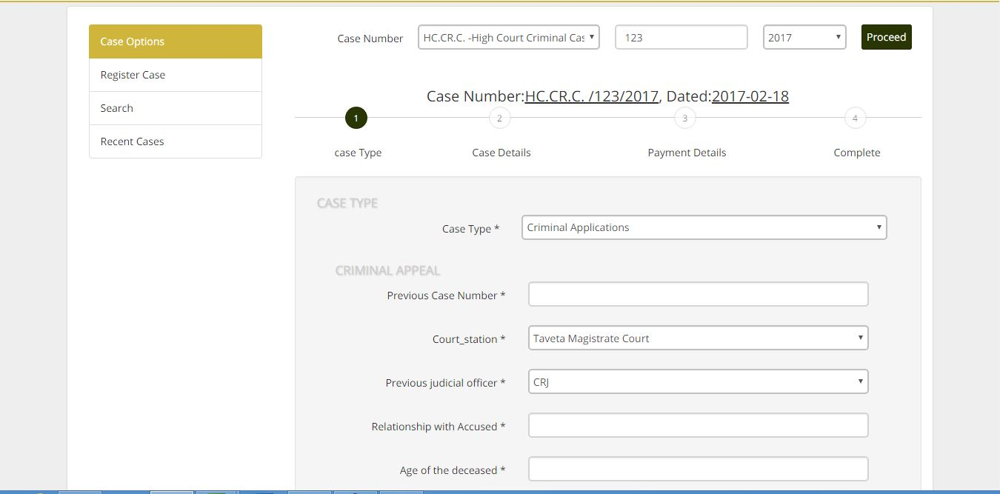 Case Options
Register Case
Search
Recent Cases
Case Number HC.CR.C. -High Court Criminal Cas 123 2017 Proceed
Case Number:HC.CR.C. /123/2017, Dated:2017-02-18
1 2 3 4
case Type Case Details Payment Details Complete
CASE TYPE
Case Type * Criminal Applications
CRIMINAL APPEAL
Previous Case Number *
Court_station * Taveta Magistrate Court
Previous judicial officer * CRJ
Relationship with Accused *
Age of the deceased *